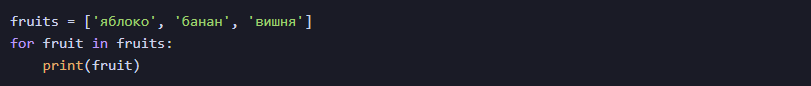 fruits = ['яблоко', 'банан', 'вишня']
for fruit in fruits:
    print(fruit)